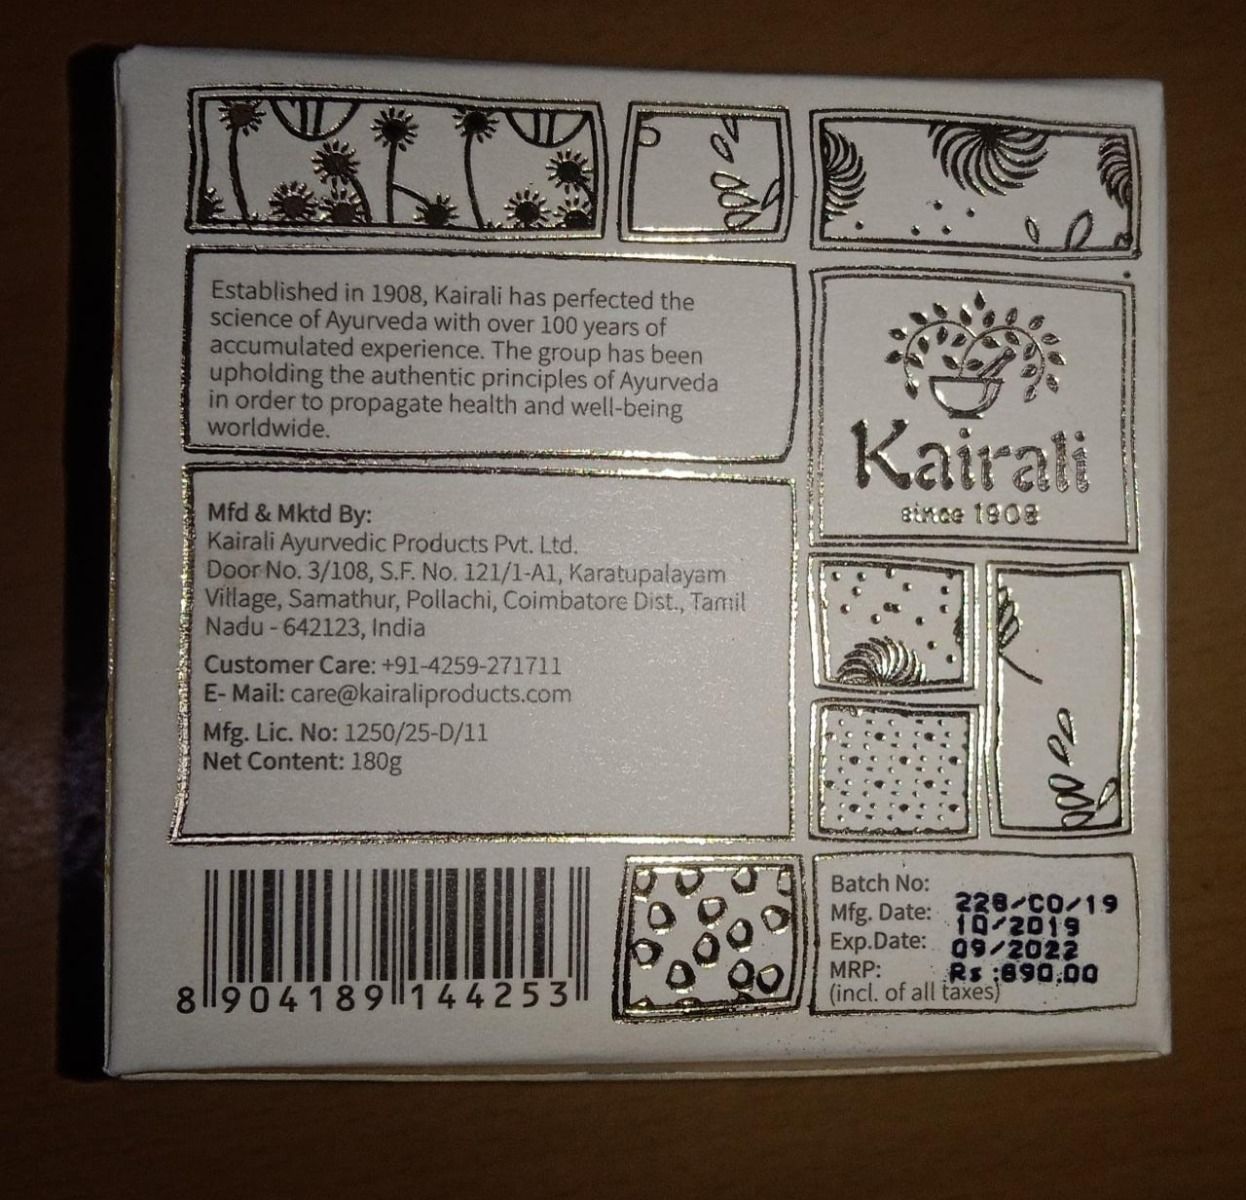 Established in 1908, Kairali has perfected the
science of Ayurveda with over 100 years of
accumulated experience. The group has been
upholding the authentic principles of Ayurveda
in order to propagate health and well-being
worldwide.
Kairali
since 1908
Mfd & Mktd By:
Kairali Ayurvedic Products Pvt. Ltd.
Door No. 3/108, S.F. No. 121/1-A1, Karatupalayam
Village, Samathur, Pollachi, Coimbatore Dist., Tamil
Nadu - 642123, India
Customer Care: +91-4259-271711
E- Mail: care@kairaliproducts.com
Mfg. Lic. No: 1250/25-D/11
Net Content: 180g
8 904189 144253
Batch No: 228/CO/19
Mfg. Date: 10/2019
Exp.Date: 09/2022
MRP: Rs :890.00
(incl. of all taxes)